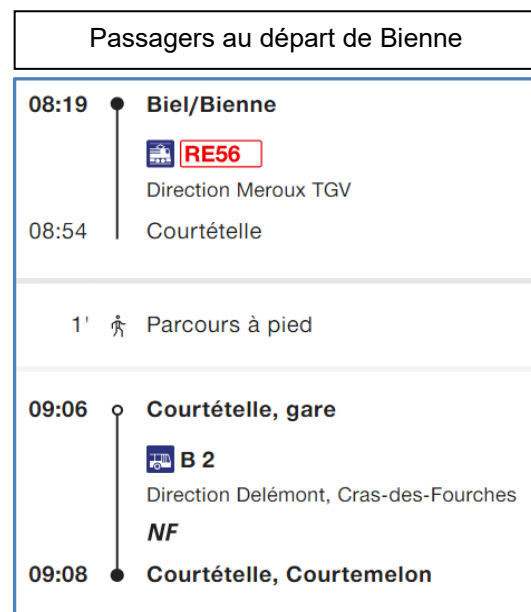 Passagers au départ de Bienne
08:19 Biel/Bienne
RE56
Direction Meroux TGV
08:54 Courtételle
1' Parcours à pied
09:06 Courtételle, gare
B 2
Direction Delémont, Cras-des-Fourches
NF
09:08 Courtételle, Courtemelon